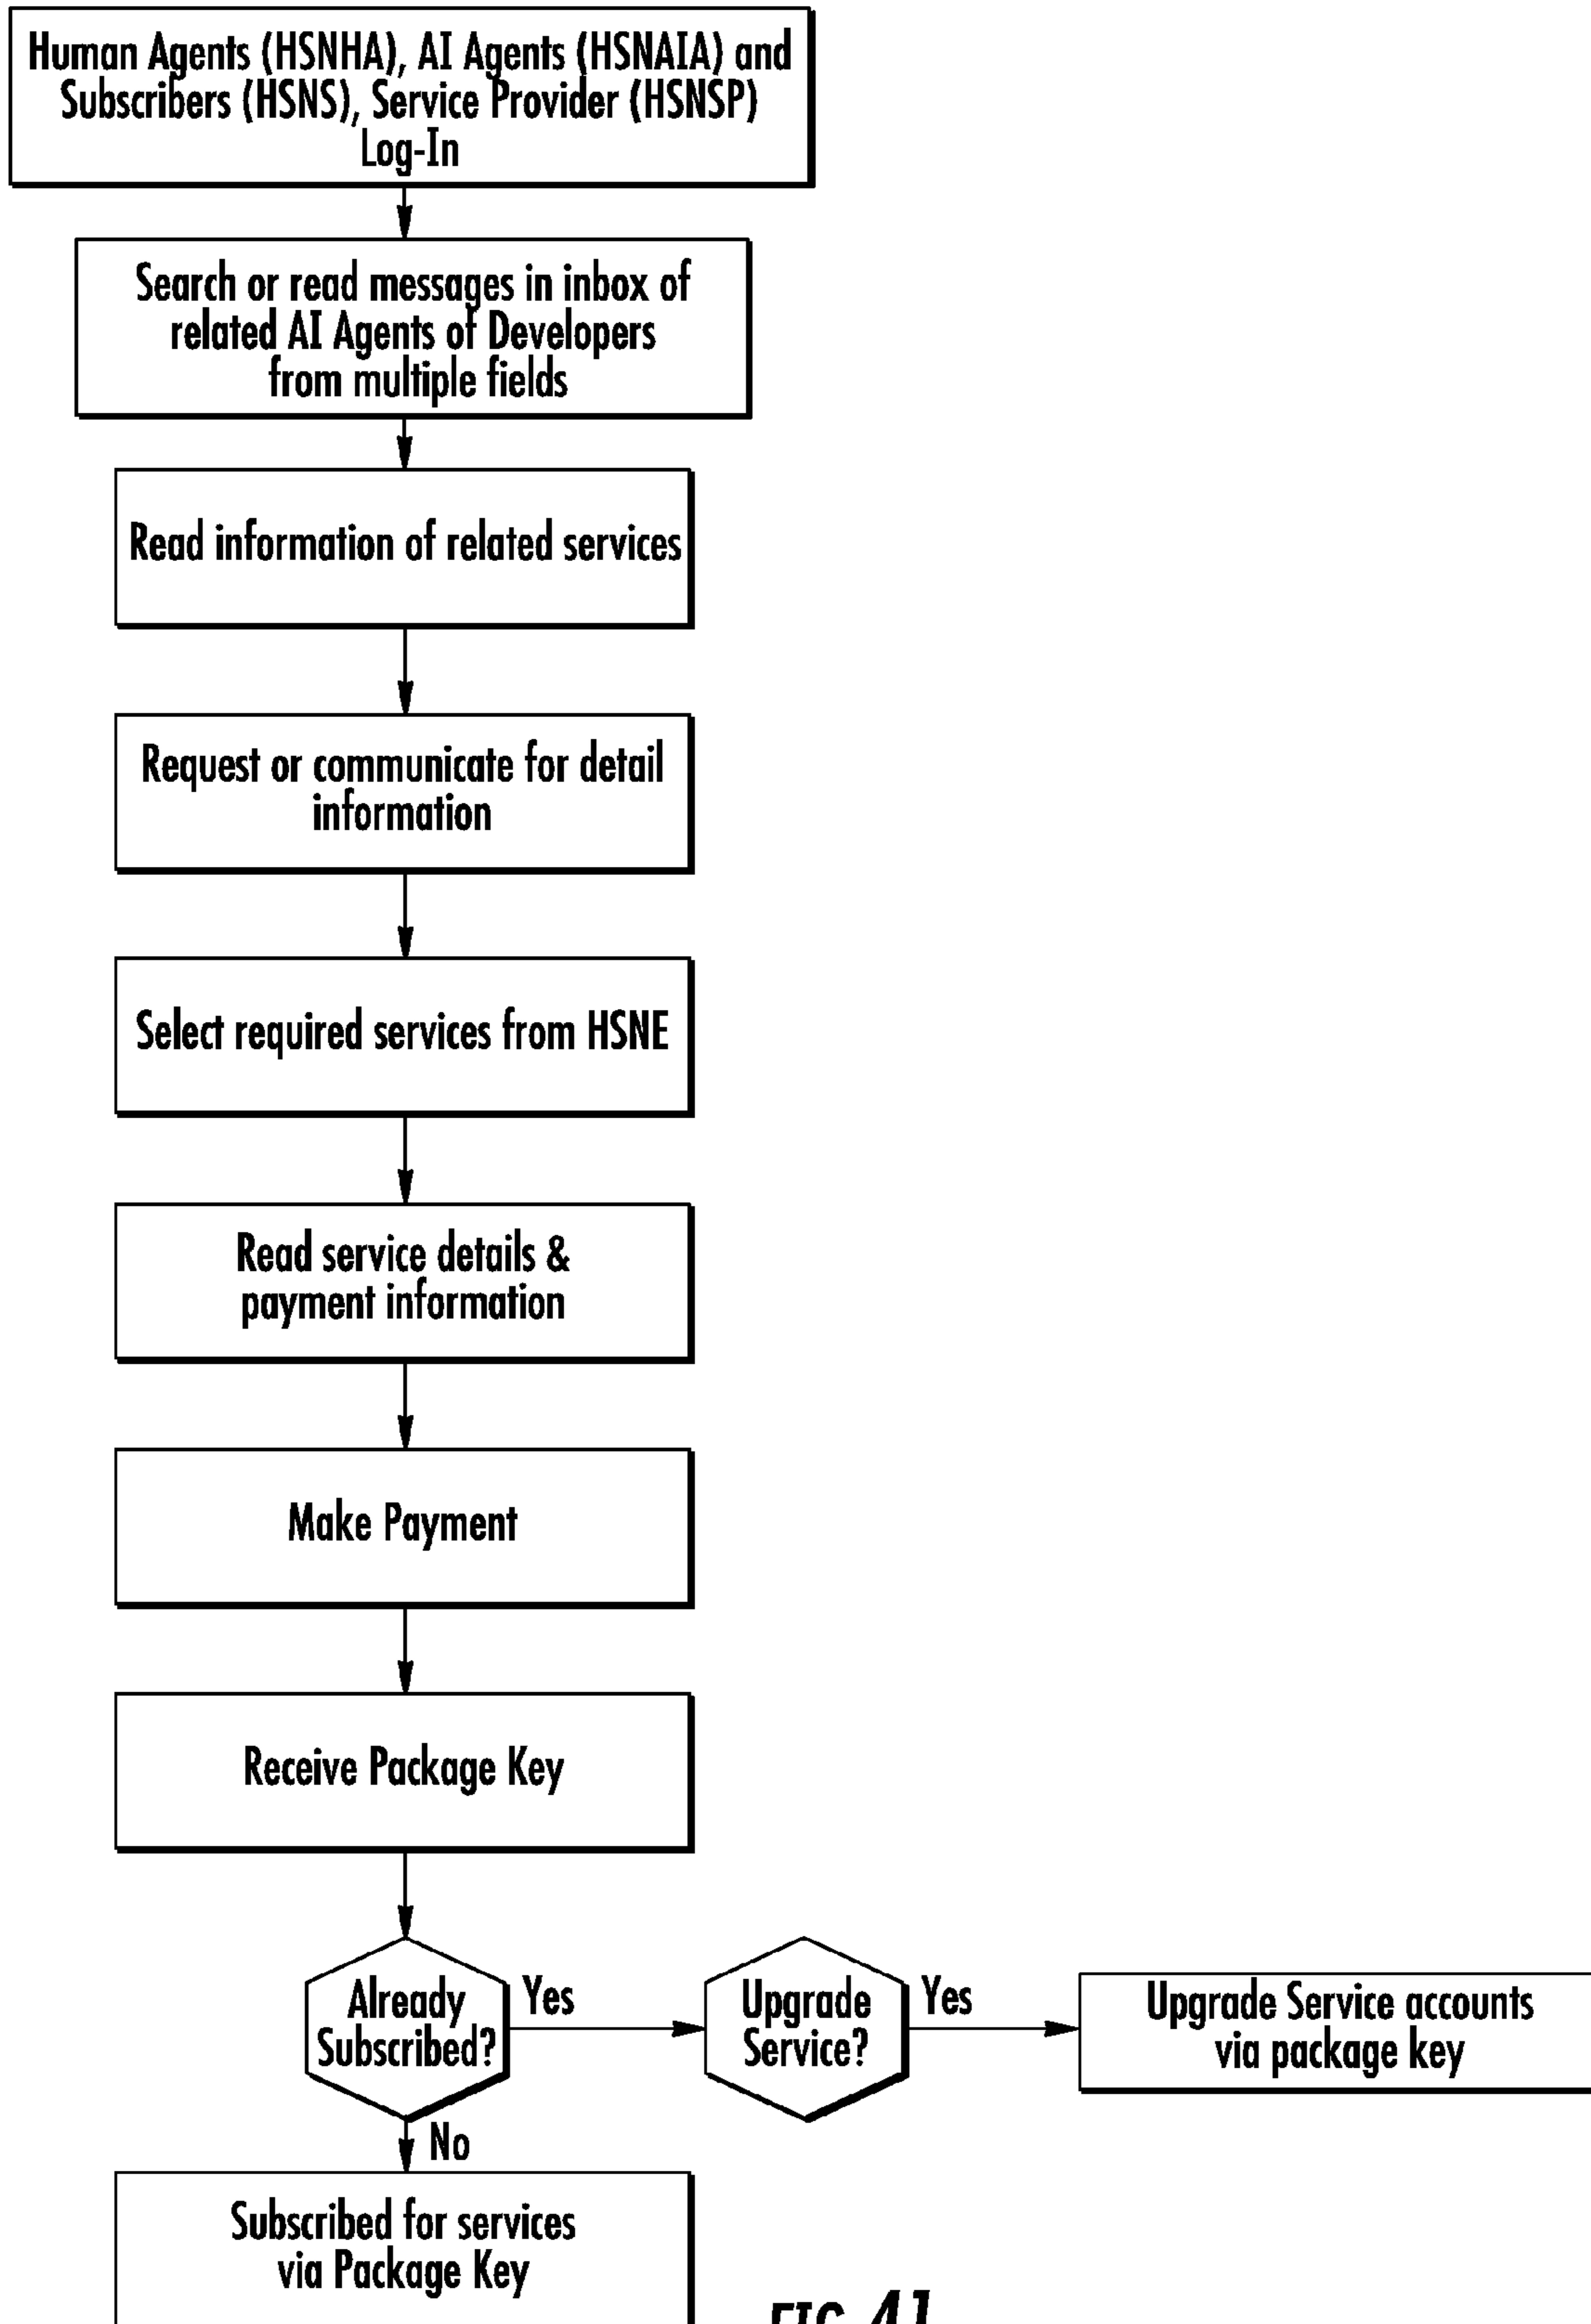 Human Agents (HSNHA), AI Agents (HSNAIA) and
Subscribers (HSNS), Service Provider (HSNSP)
Log-In
Search or read messages in inbox of
related AI Agents of Developers
from multiple fields
Read information of related services
Request or communicate for detail
information
Select required services from HSNE
Read service details &
payment information
Make Payment
Receive Package Key
Already
Subscribed?
Yes
Upgrade
Service?
Yes
Upgrade Service accounts
via package key
No
Subscribed for services
via Package Key
FIG. 41